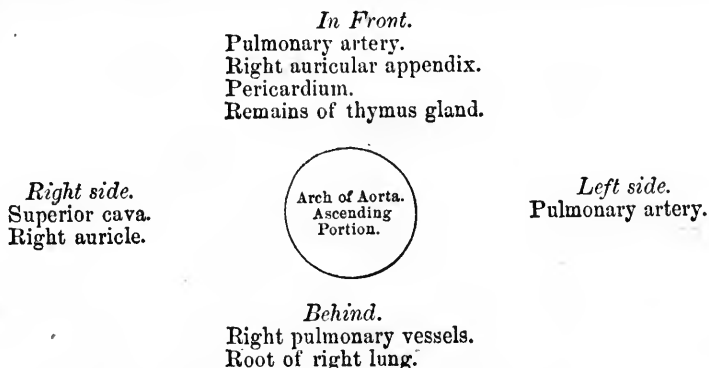 In Front.
Pulmonary artery.
Right auricular appendix.
Pericardium.
Remains of thymus gland.
Right side.
Superior cava.
Right auricle.
Arch of Aorta.
Ascending
Portion.
Left side.
Pulmonary artery.
Behind.
Right pulmonary vessels.
Root of right lung.